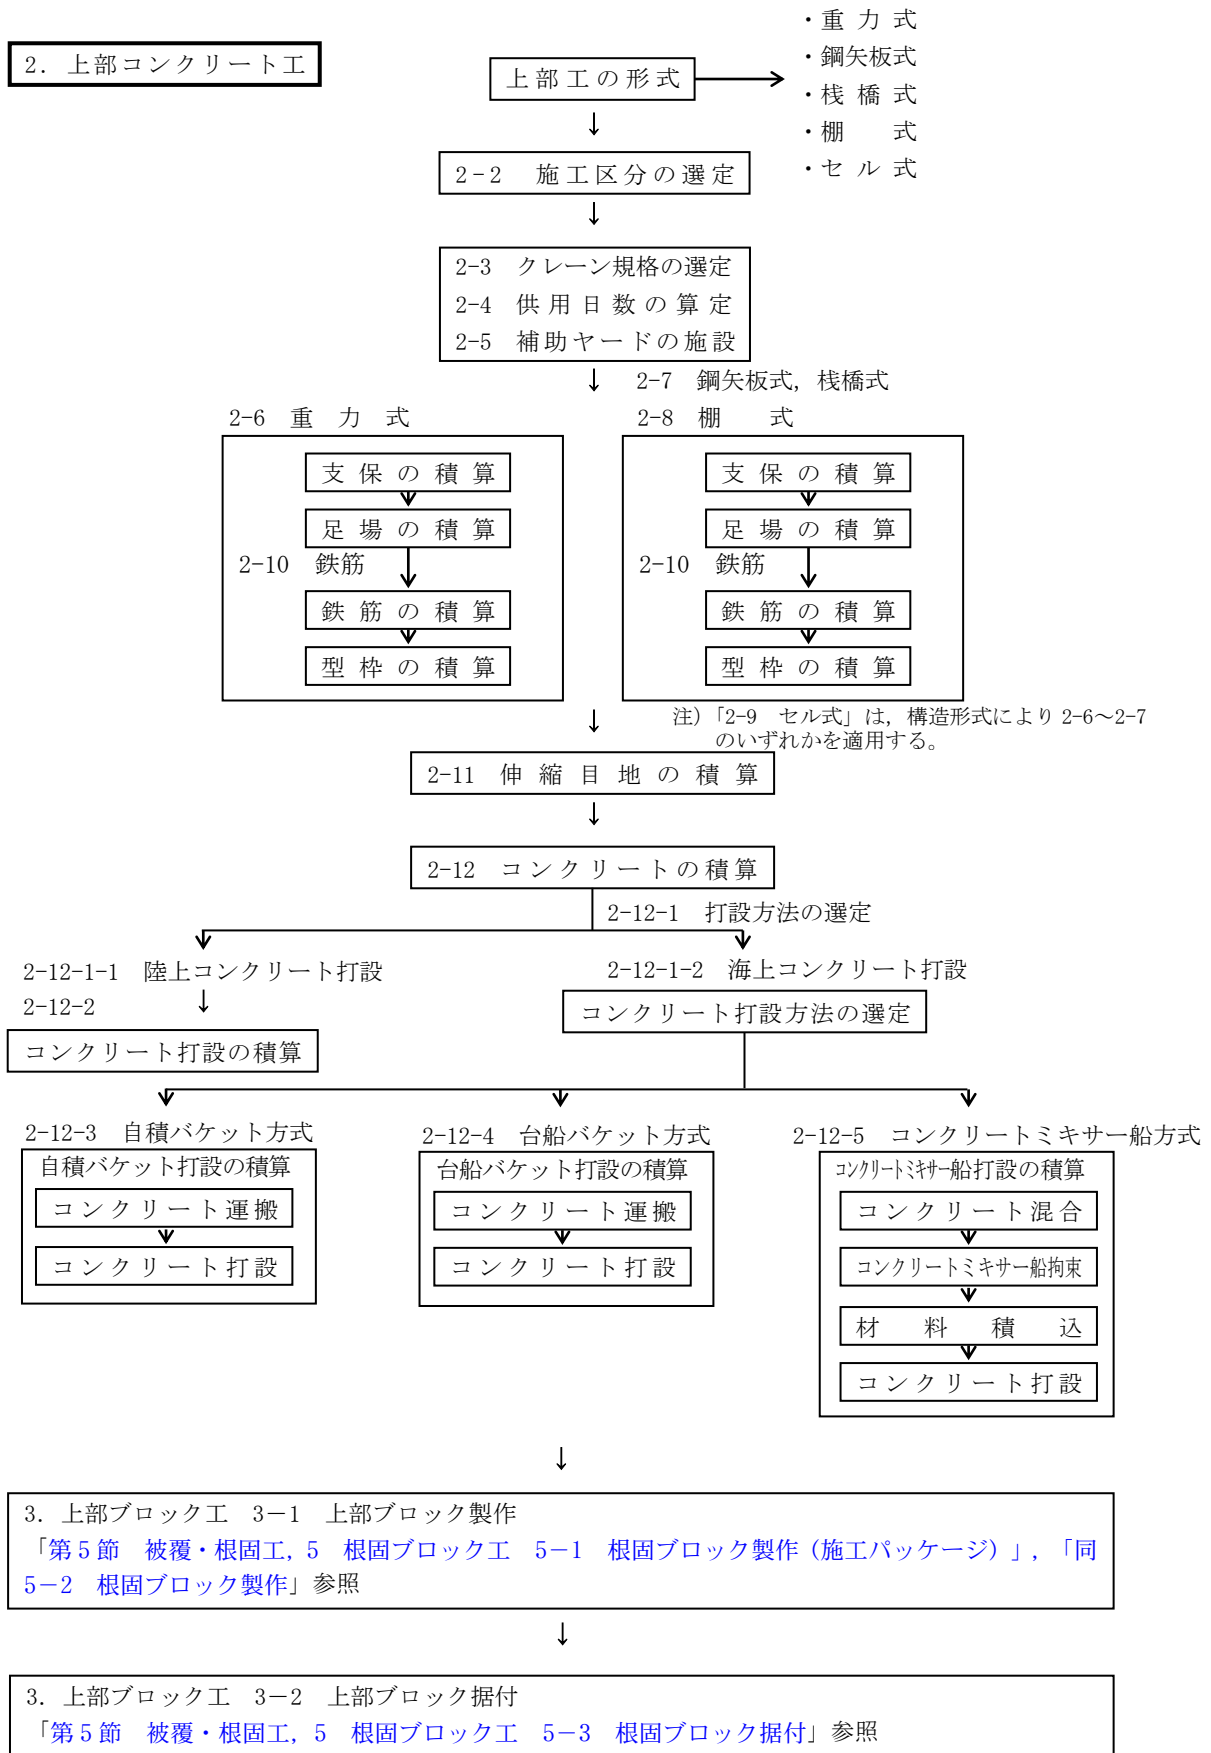 2. 上部コンクリート工
上部工の形式
・重力式
・鋼矢板式
・桟橋式
・棚　式
・セル式
2-2　施工区分の選定
2-3　クレーン規格の選定
2-4　供用日数の算定
2-5　補助ヤードの施設
2-7　鋼矢板式，桟橋式
2-6　重力式
2-8　棚　式
支保の積算
足場の積算
2-10　鉄筋
鉄筋の積算
型枠の積算
支保の積算
足場の積算
2-10　鉄筋
鉄筋の積算
型枠の積算
注）「2-9　セル式」は，構造形式により 2-6～2-7
のいずれかを適用する。
2-11　伸縮目地の積算
2-12　コンクリートの積算
2-12-1　打設方法の選定
2-12-1-1　陸上コンクリート打設
2-12-2
コンクリート打設の積算
2-12-1-2　海上コンクリート打設
コンクリート打設方法の選定
2-12-3　自積バケット方式
自積バケット打設の積算
コンクリート運搬
コンクリート打設
2-12-4　台船バケット方式
台船バケット打設の積算
コンクリート運搬
コンクリート打設
2-12-5　コンクリートミキサー船方式
コンクリートミキサー船打設の積算
コンクリート混合
コンクリートミキサー船拘束
材料積込
コンクリート打設
3. 上部ブロック工　3－1　上部ブロック製作
「第５節　被覆・根固工，5　根固ブロック工　5－1　根固ブロック製作（施工パッケージ）」，「同
5－2　根固ブロック製作」参照
3. 上部ブロック工　3－2　上部ブロック据付
「第５節　被覆・根固工，5　根固ブロック工　5－3　根固ブロック据付」参照